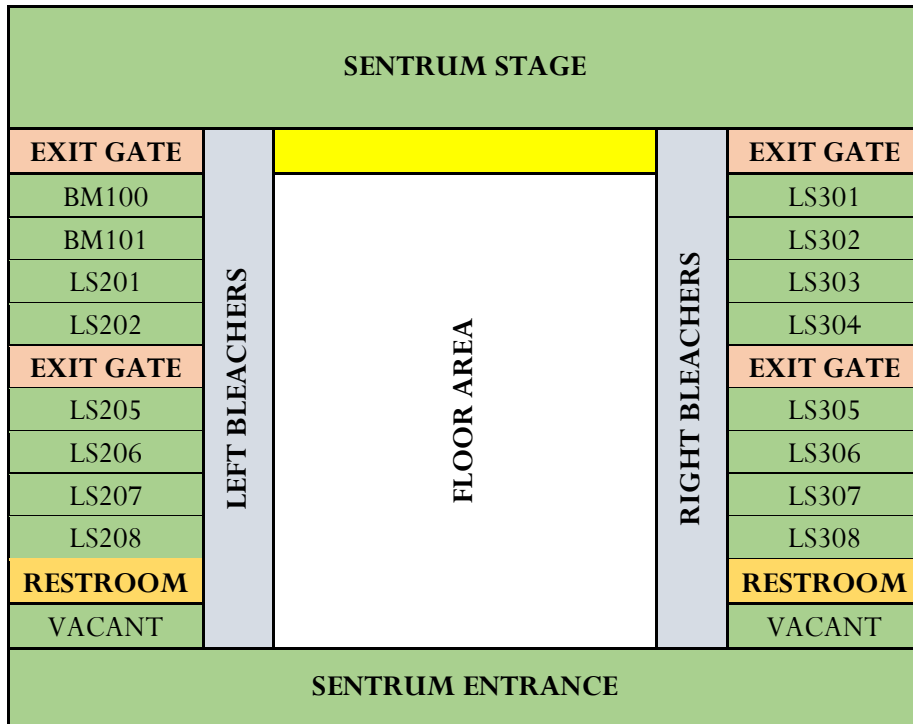 SENTRUM STAGE
EXIT GATE
BM100
BM101
LS201
LS202
EXIT GATE
LS205
LS206
LS207
LS208
RESTROOM
VACANT
LEFT BLEACHERS
FLOOR AREA
RIGHT BLEACHERS
EXIT GATE
LS301
LS302
LS303
LS304
EXIT GATE
LS305
LS306
LS307
LS308
RESTROOM
VACANT
SENTRUM ENTRANCE